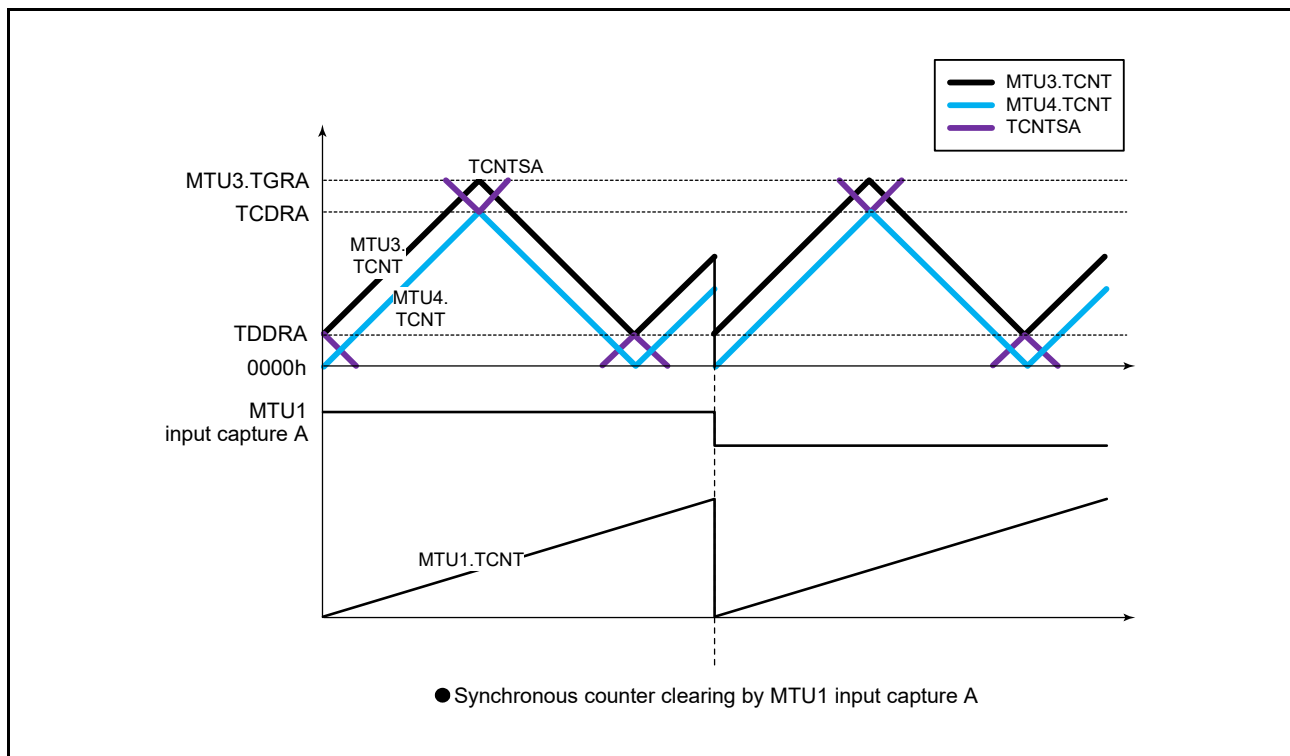 MTU3.TCNT
MTU4.TCNT
TCNTSA
TCNTSA
MTU3.TGRA
TCDRA
MTU3.
TCNT
MTU4.
TCNT
TDDRA
0000h
MTU1
input capture A
MTU1.TCNT
● Synchronous counter clearing by MTU1 input capture A